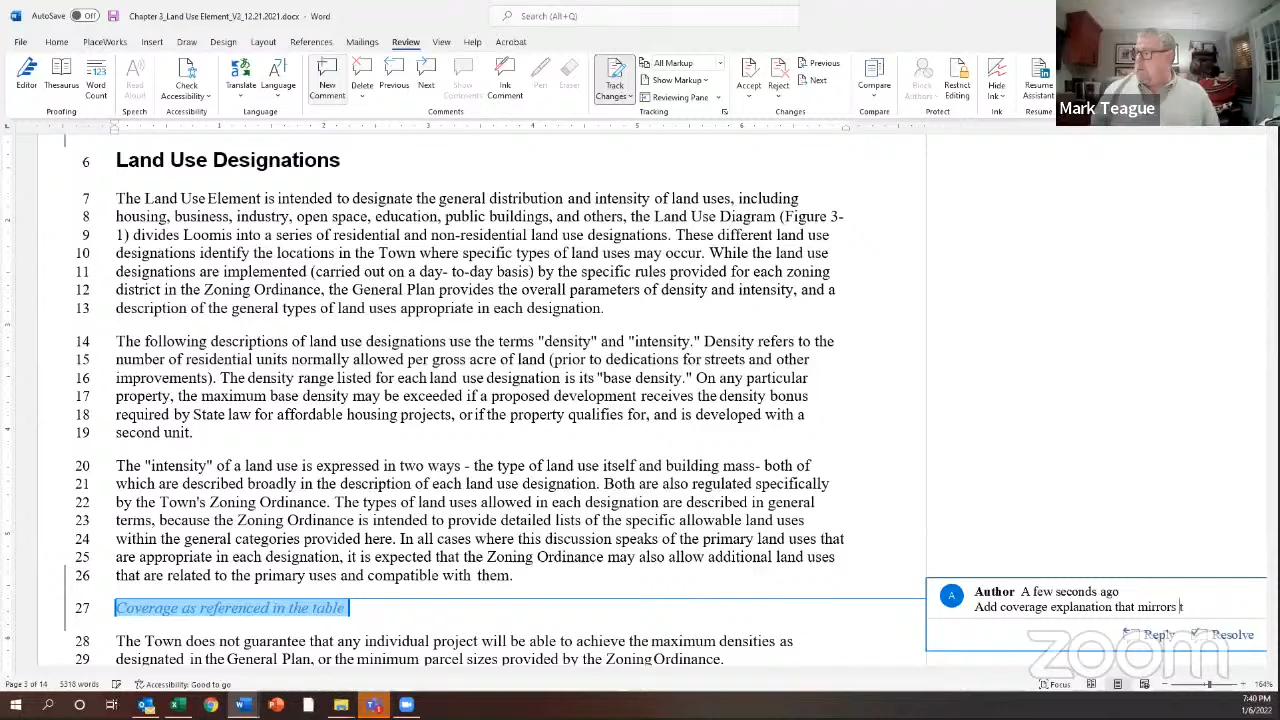 AutoSave Off Chapter 3_Land Use Element_V3_12.21.2021.docx - Word Search (Alt+Q)
File Home PlaceWorks Insert Draw Design Layout References Mailings Review View Help Acrobat
Editor Thesaurus Word Count Read Aloud Check Accessibility Translate Language New Comment Delete Previous Next Show Comments Ink Comment Pen Eraser Track Changes All Markup Show Markup Reviewing Pane Accept Reject Previous Next Compare Block Authors Restrict Editing Hide Ink Resume Assistant
Proofing Speech Accessibility Language Comments Tracking Changes Compare Protect Ink Resume
Mark Teague
6 Land Use Designations
7 The Land Use Element is intended to designate the general distribution and intensity of land uses, including
8 housing, business, industry, open space, education, public buildings, and others, the Land Use Diagram (Figure 3-
9 1) divides Loomis into a series of residential and non-residential land use designations. These different land use
10 designations identify the locations in the Town where specific types of land uses may occur. While the land use
11 designations are implemented (carried out on a day- to-day basis) by the specific rules provided for each zoning
12 district in the Zoning Ordinance, the General Plan provides the overall parameters of density and intensity, and a
13 description of the general types of land uses appropriate in each designation.
14 The following descriptions of land use designations use the terms "density" and "intensity." Density refers to the
15 number of residential units normally allowed per gross acre of land (prior to dedications for streets and other
16 improvements). The density range listed for each land use designation is its "base density." On any particular
17 property, the maximum base density may be exceeded if a proposed development receives the density bonus
18 required by State law for affordable housing projects, or if the property qualifies for, and is developed with a
19 second unit.
20 The "intensity" of a land use is expressed in two ways - the type of land use itself and building mass- both of
21 which are described broadly in the description of each land use designation. Both are also regulated specifically
22 by the Town's Zoning Ordinance. The types of land uses allowed in each designation are described in general
23 terms, because the Zoning Ordinance is intended to provide detailed lists of the specific allowable land uses
24 within the general categories provided here. In all cases where this discussion speaks of the primary land uses that
25 are appropriate in each designation, it is expected that the Zoning Ordinance may also allow additional land uses
26 that are related to the primary uses and compatible with them.
27 Coverage as referenced in the table
A Author A few seconds ago
Add coverage explanation that mirrors t
Reply Resolve
28 The Town does not guarantee that any individual project will be able to achieve the maximum densities as
29 designated in the General Plan, or the minimum parcel sizes provided by the Zoning Ordinance.
zoom
Page 3 of 14 5318 words Accessibility: Good to go Focus 164%
7:40 PM
1/6/2022